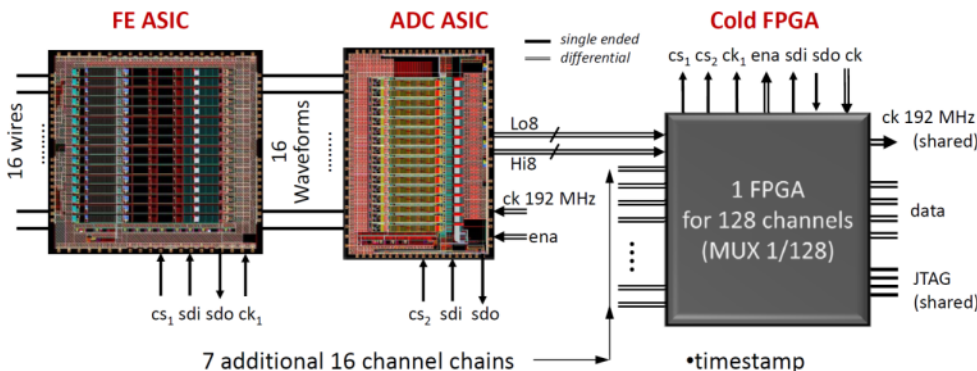 FE ASIC
ADC ASIC
Cold FPGA
single ended
differential
cs1 cs2 ck1 ena sdi sdo ck
16 wires
16
Waveforms
Lo8
Hi8
ck 192 MHz
ena
ck 192 MHz
(shared)
1 FPGA
for 128 channels
(MUX 1/128)
data
JTAG
(shared)
cs1 sdi sdo ck1
cs2 sdi sdo
7 additional 16 channel chains
•timestamp